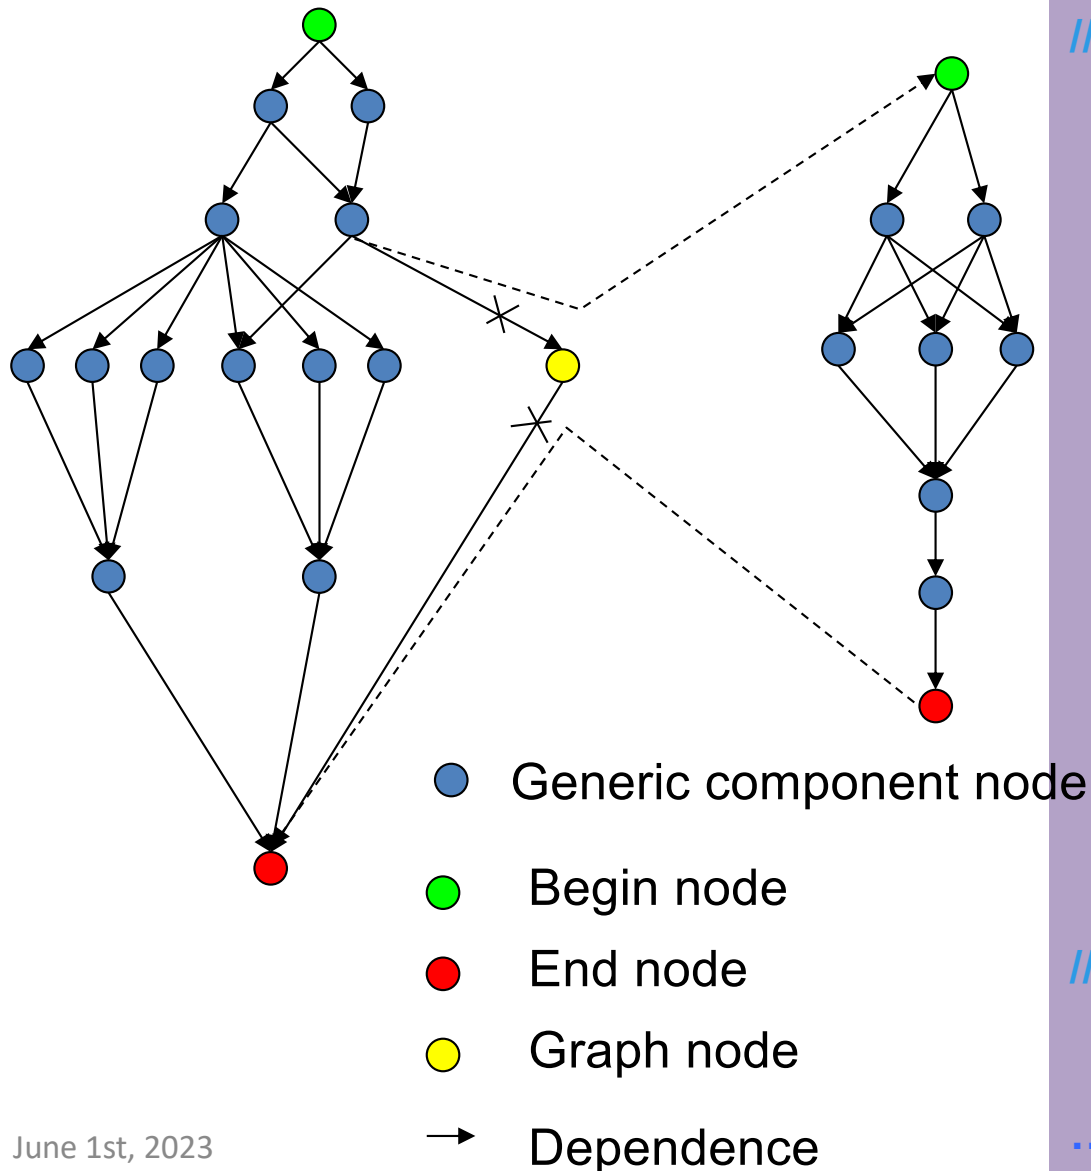 //
Generic component node
Begin node
End node
//
Graph node
Dependence
..
June 1st, 2023